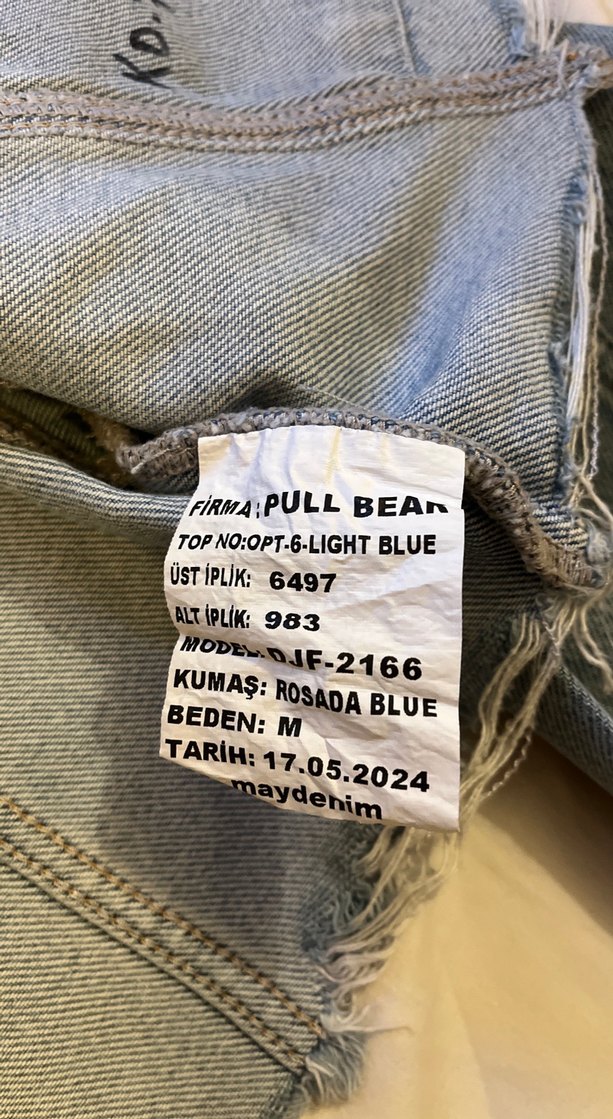 KD.
FİRMA: PULL BEAR
TOP NO:OPT-6-LIGHT BLUE
ÜST İPLİK: 6497
ALT İPLİK: 983
MODEL: DJF-2166
KUMAŞ: ROSADA BLUE
BEDEN: M
TARİH: 17.05.2024
maydenim